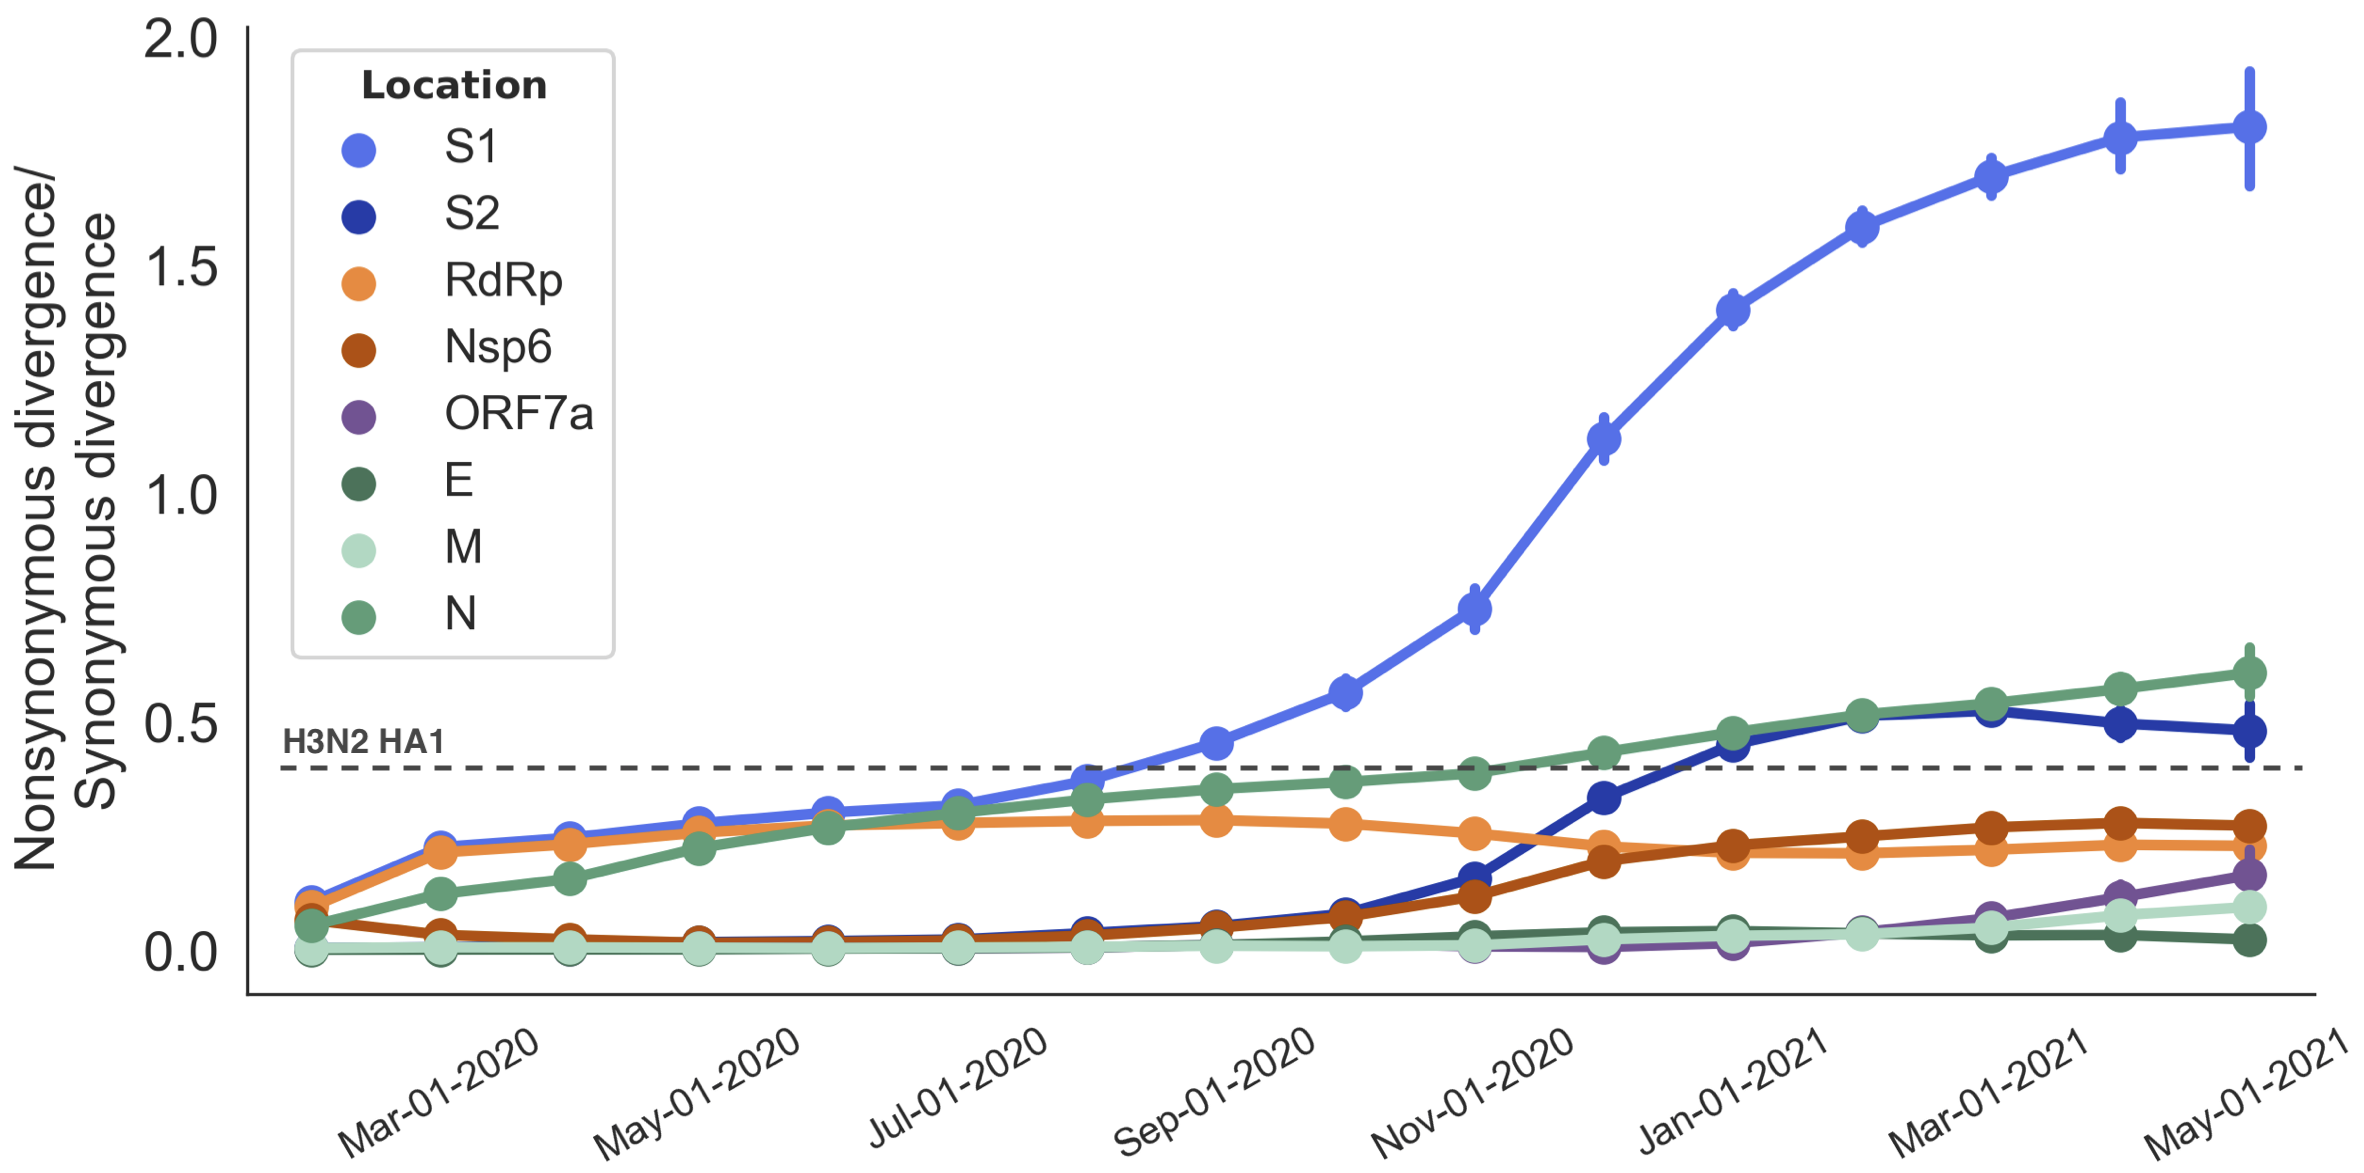 Nonsynonymous divergence/
Synonymous divergence
2.0
1.5
1.0
0.5
0.0
Location
S1
S2
RdRp
Nsp6
ORF7a
E
M
N
H3N2 HA1
Mar-01-2020
May-01-2020
Jul-01-2020
Sep-01-2020
Nov-01-2020
Jan-01-2021
Mar-01-2021
May-01-2021